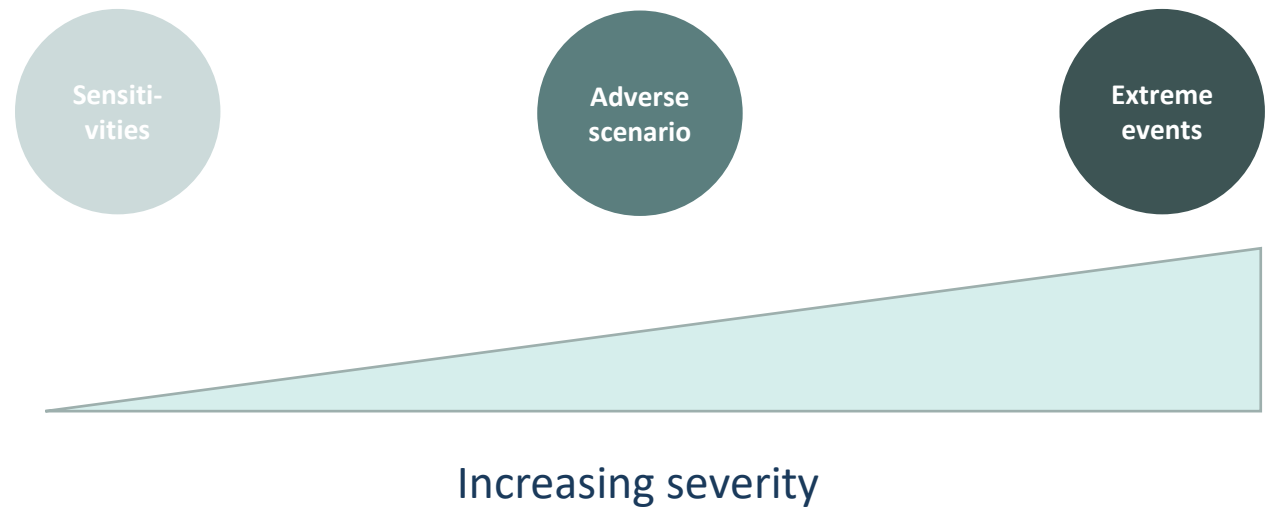 Sensiti-
vities
Adverse
scenario
Extreme
events
Increasing severity